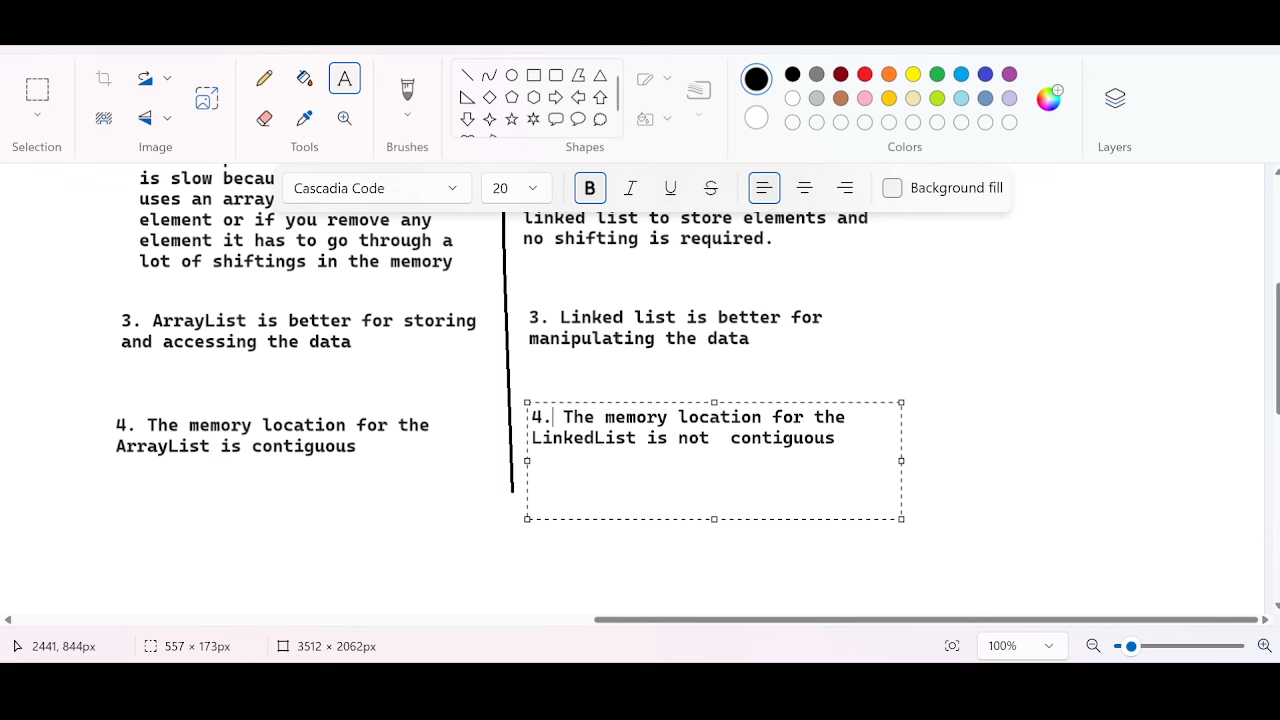 Selection
Image
Tools
Brushes
Shapes
Colors
Layers
Cascadia Code
20
B
I
U
S
Background fill
is slow becau
uses an array
element or if you remove any
element it has to go through a
lot of shiftings in the memory
3. ArrayList is better for storing
and accessing the data
4. The memory location for the
ArrayList is contiguous
linked list to store elements and
no shifting is required.
3. Linked list is better for
manipulating the data
4. The memory location for the
LinkedList is not  contiguous
2441, 844px
557 × 173px
3512 × 2062px
100%